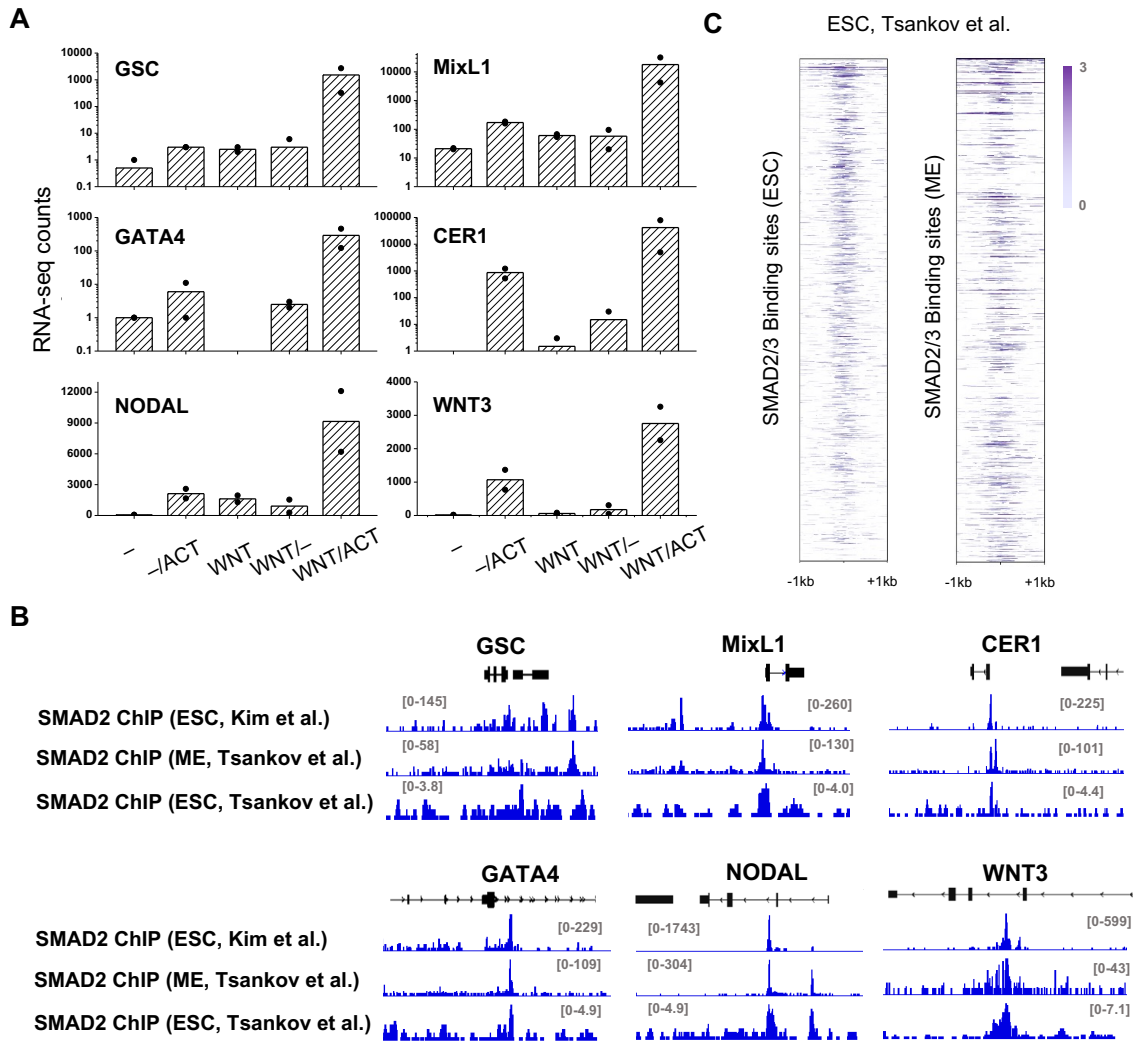 A
RNA-seq counts
GSC
10000
1000
100
10
1
0.1
MixL1
10000
1000
100
10
1
GATA4
1000
100
10
1
0.1
CER1
100000
10000
1000
100
10
1
NODAL
12000
9000
6000
3000
0
WNT3
4000
3000
2000
1000
0
– –/ACT WNT WNT/– WNT/ACT
– –/ACT WNT WNT/– WNT/ACT
C
ESC, Tsankov et al.
SMAD2/3 Binding sites (ESC)
SMAD2/3 Binding sites (ME)
3
0
-1kb +1kb
-1kb +1kb
B
GSC MixL1 CER1
SMAD2 ChIP (ESC, Kim et al.) [0-145] [0-260] [0-225]
SMAD2 ChIP (ME, Tsankov et al.) [0-58] [0-130] [0-101]
SMAD2 ChIP (ESC, Tsankov et al.) [0-3.8] [0-4.0] [0-4.4]
GATA4 NODAL WNT3
SMAD2 ChIP (ESC, Kim et al.) [0-229] [0-1743] [0-599]
SMAD2 ChIP (ME, Tsankov et al.) [0-109] [0-304] [0-43]
SMAD2 ChIP (ESC, Tsankov et al.) [0-4.9] [0-4.9] [0-7.1]